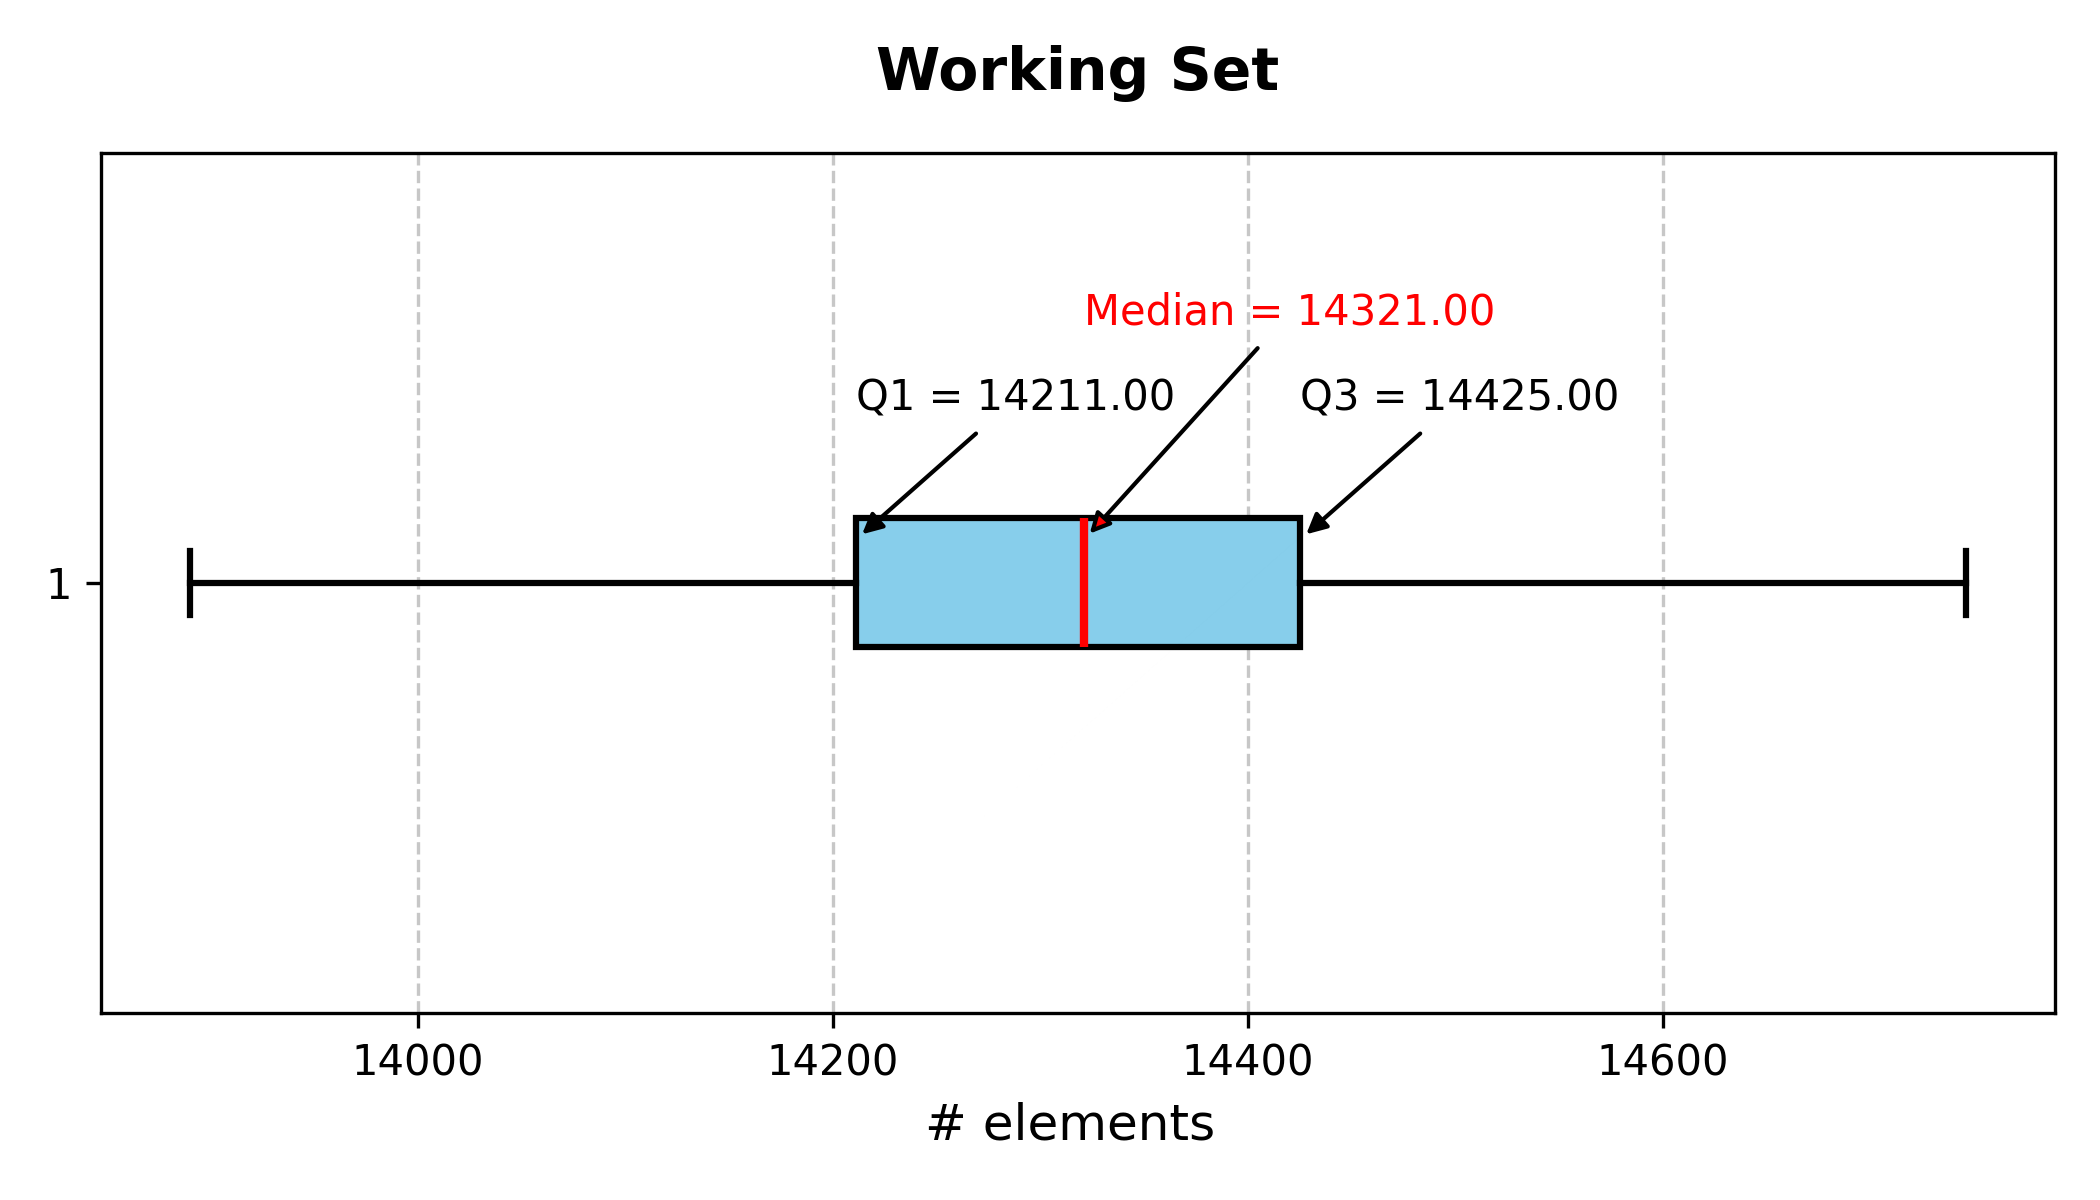 Working Set
Median = 14321.00
Q1 = 14211.00
Q3 = 14425.00
1
14000
14200
14400
14600
# elements